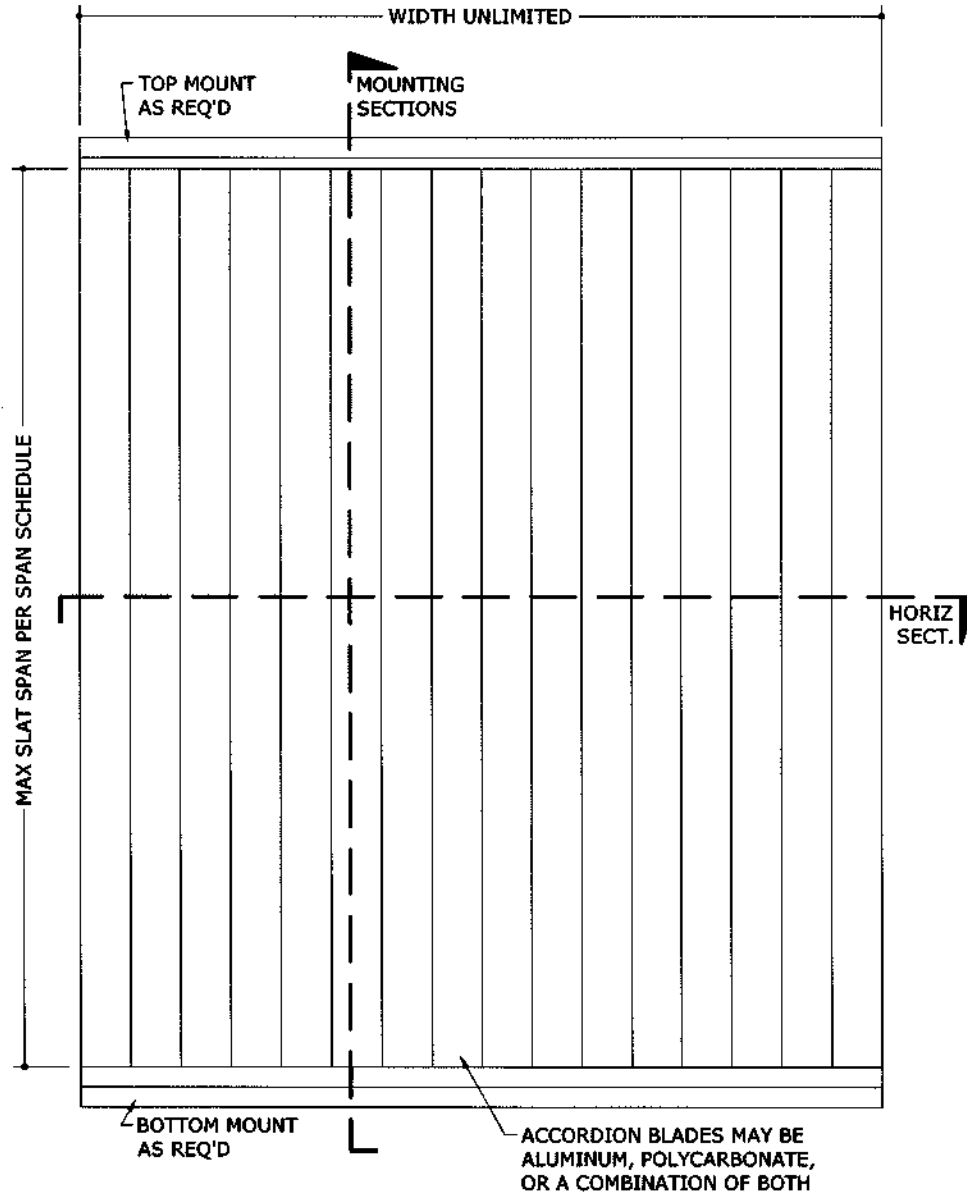 WIDTH UNLIMITED
TOP MOUNT
AS REQ'D
MOUNTING
SECTIONS
MAX SLAT SPAN PER SPAN SCHEDULE
HORIZ
SECT.
BOTTOM MOUNT
AS REQ'D
ACCORDION BLADES MAY BE
ALUMINUM, POLYCARBONATE,
OR A COMBINATION OF BOTH